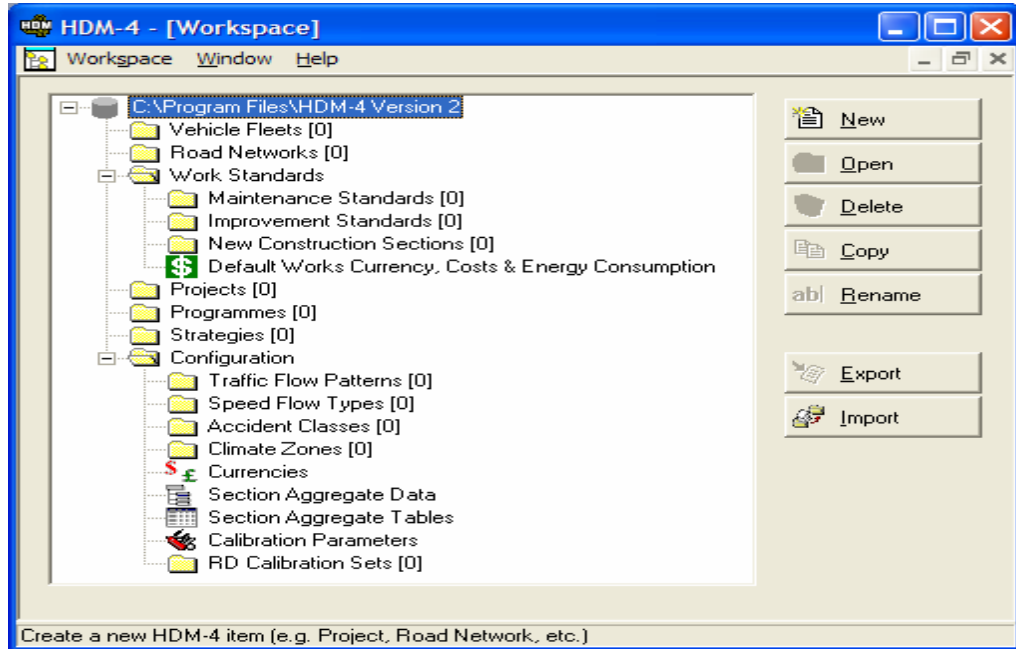 HDM-4 - [Workspace]
Workspace Window Help
C:\Program Files\HDM-4 Version 2
Vehicle Fleets [0]
Road Networks [0]
Work Standards
Maintenance Standards [0]
Improvement Standards [0]
New Construction Sections [0]
Default Works Currency, Costs & Energy Consumption
Projects [0]
Programmes [0]
Strategies [0]
Configuration
Traffic Flow Patterns [0]
Speed Flow Types [0]
Accident Classes [0]
Climate Zones [0]
Currencies
Section Aggregate Data
Section Aggregate Tables
Calibration Parameters
RD Calibration Sets [0]
New
Open
Delete
Copy
Rename
Export
Import
Create a new HDM-4 item (e.g. Project, Road Network, etc.)